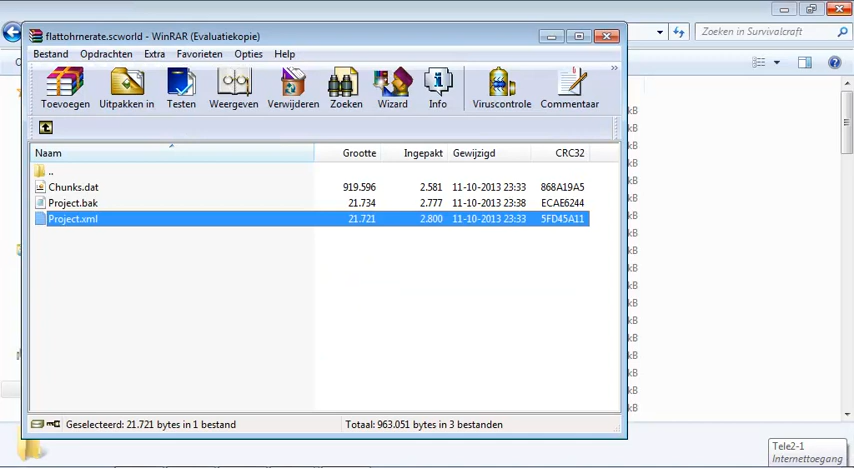 flattohrnerate.scworld - WinRAR (Evaluatiekopie)
Zoeken in Survivalcraft
Bestand Opdrachten Extra Favorieten Opties Help
Toevoegen Uitpakken in Testen Weergeven Verwijderen Zoeken Wizard Info Viruscontrole Commentaar
Naam Grootte Ingepakt Gewijzigd CRC32
..
Chunks.dat 919.596 2.581 11-10-2013 23:33 868A19A5
Project.bak 21.734 2.777 11-10-2013 23:38 ECAE6244
Project.xml 21.721 2.800 11-10-2013 23:33 5FD45A11
Geselecteerd: 21.721 bytes in 1 bestand Totaal: 963.051 bytes in 3 bestanden
Tele2-1
Internettoegang